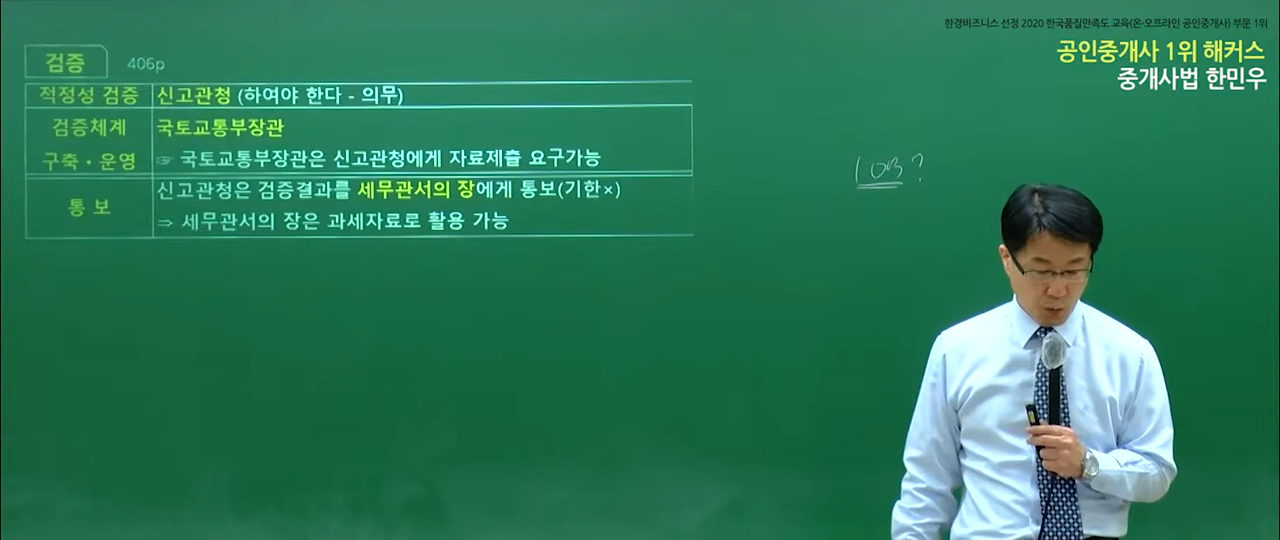 한경비즈니스 선정 2020 한국품질만족도 교육(온·오프라인 공인중개사) 부문 1위
공인중개사 1위 해커스
중개사법 한민우
검증 406p
적정성 검증 신고관청 (하여야 한다 - 의무)
검증체계 국토교통부장관
구축·운영 ☞ 국토교통부장관은 신고관청에게 자료제출 요구가능
신고관청은 검증결과를 세무관서의 장에게 통보(기한×)
통 보
⇒ 세무관서의 장은 과세자료로 활용 가능